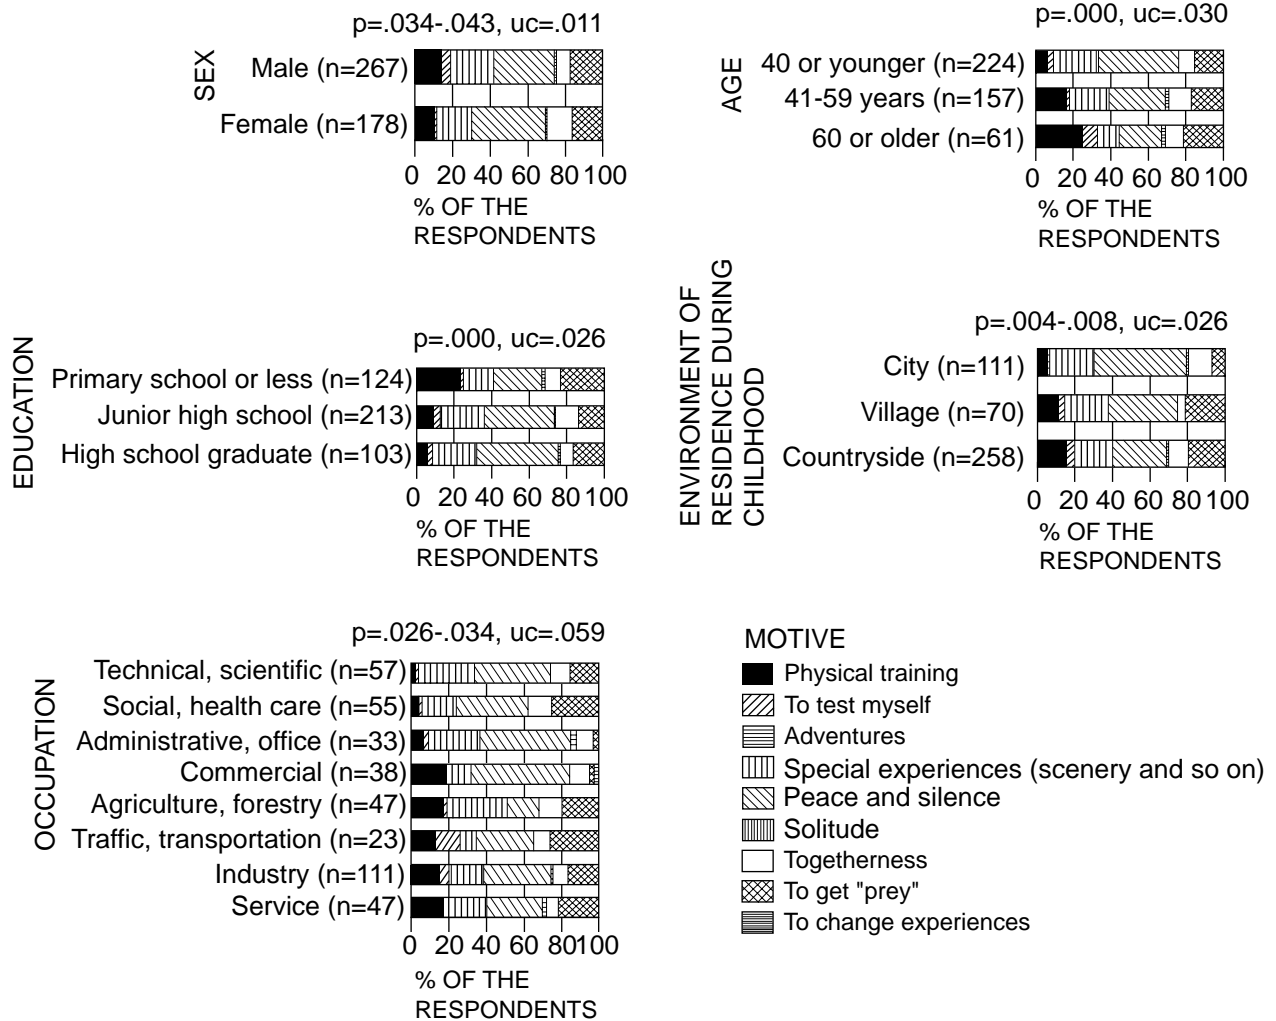 p=.034-.043, uc=.011
SEX
Male (n=267)
Female (n=178)
0 20 40 60 80 100
% OF THE
RESPONDENTS
p=.000, uc=.030
AGE
40 or younger (n=224)
41-59 years (n=157)
60 or older (n=61)
0 20 40 60 80 100
% OF THE
RESPONDENTS
p=.000, uc=.026
EDUCATION
Primary school or less (n=124)
Junior high school (n=213)
High school graduate (n=103)
0 20 40 60 80 100
% OF THE
RESPONDENTS
p=.004-.008, uc=.026
ENVIRONMENT OF
RESIDENCE DURING
CHILDHOOD
City (n=111)
Village (n=70)
Countryside (n=258)
0 20 40 60 80 100
% OF THE
RESPONDENTS
p=.026-.034, uc=.059
OCCUPATION
Technical, scientific (n=57)
Social, health care (n=55)
Administrative, office (n=33)
Commercial (n=38)
Agriculture, forestry (n=47)
Traffic, transportation (n=23)
Industry (n=111)
Service (n=47)
0 20 40 60 80 100
% OF THE
RESPONDENTS
MOTIVE
Physical training
To test myself
Adventures
Special experiences (scenery and so on)
Peace and silence
Solitude
Togetherness
To get "prey"
To change experiences